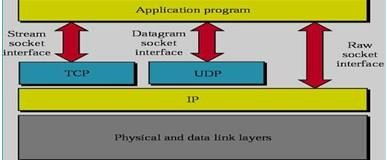 Application program
Stream
socket
interface
Datagram
socket
interface
Raw
socket
interface
TCP
UDP
IP
Physical and data link layers